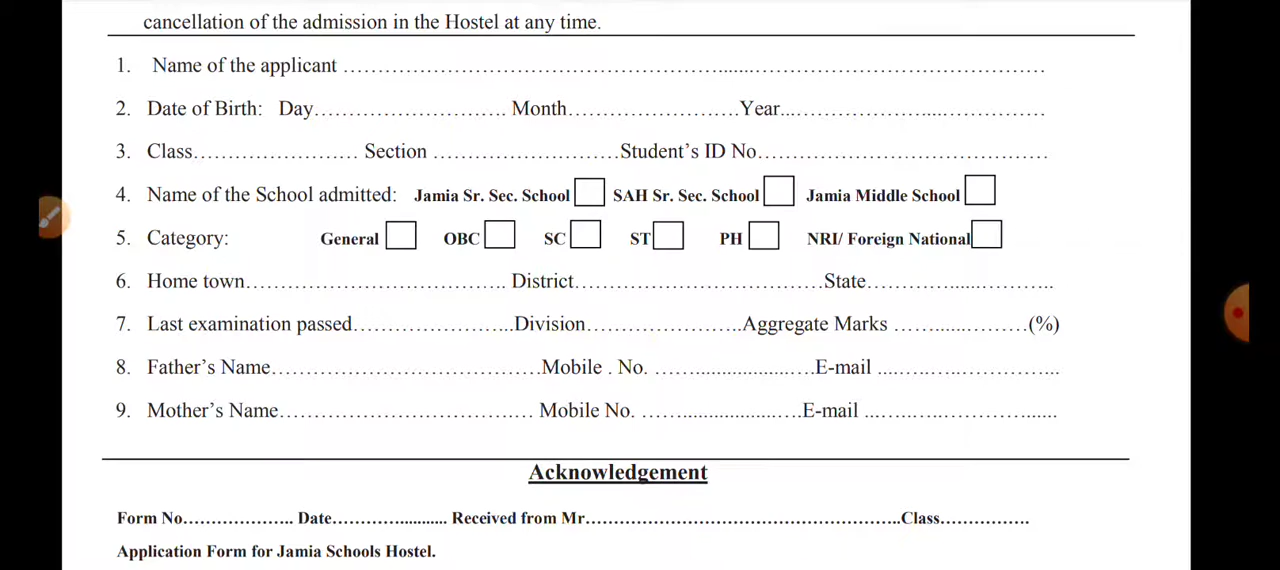 cancellation of the admission in the Hostel at any time.
1. Name of the applicant ................................................................................
2. Date of Birth: Day.............................. Month.............................Year...............................................
3. Class......................... Section .............................Student's ID No.............................................
4. Name of the School admitted: Jamia Sr. Sec. School SAH Sr. Sec. School Jamia Middle School
5. Category: General OBC SC ST PH NRI/ Foreign National
6. Home town........................................ District......................................State..............................
7. Last examination passed.........................Division........................Aggregate Marks .....................(%)
8. Father's Name..........................................Mobile . No. ............................E-mail ............................
9. Mother's Name....................................... Mobile No. ............................E-mail ..............................
Acknowledgement
Form No.................... Date..................... Received from Mr.......................................................Class................
Application Form for Jamia Schools Hostel.